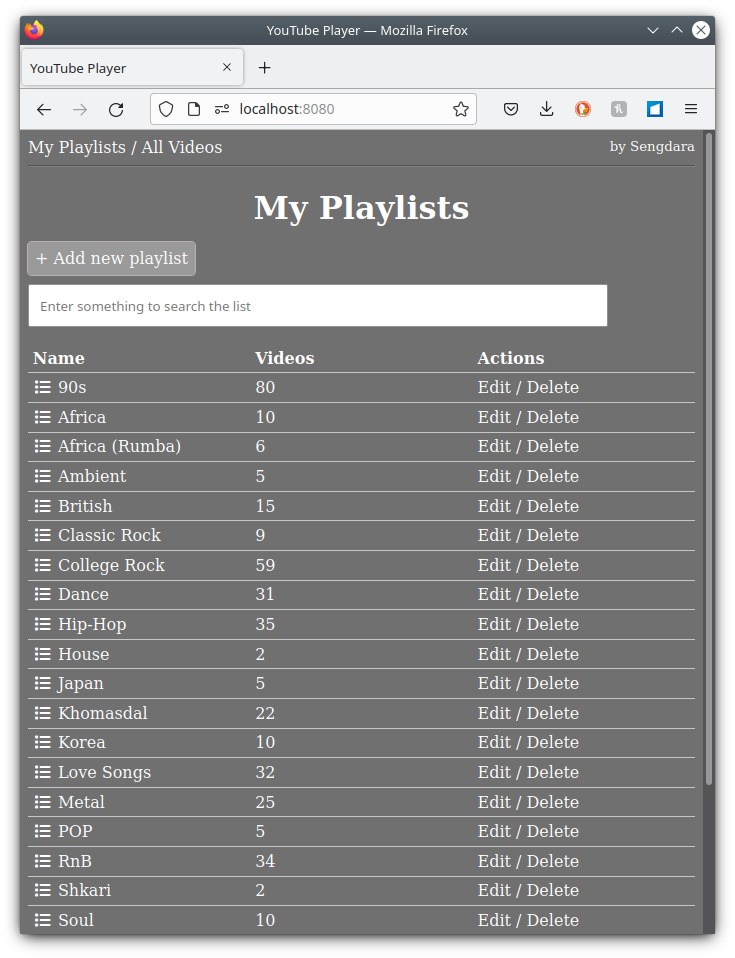 YouTube Player — Mozilla Firefox
YouTube Player
localhost:8080
My Playlists / All Videos by Sengdara
My Playlists
+ Add new playlist
Enter something to search the list
Name Videos Actions
90s 80 Edit / Delete
Africa 10 Edit / Delete
Africa (Rumba) 6 Edit / Delete
Ambient 5 Edit / Delete
British 15 Edit / Delete
Classic Rock 9 Edit / Delete
College Rock 59 Edit / Delete
Dance 31 Edit / Delete
Hip-Hop 35 Edit / Delete
House 2 Edit / Delete
Japan 5 Edit / Delete
Khomasdal 22 Edit / Delete
Korea 10 Edit / Delete
Love Songs 32 Edit / Delete
Metal 25 Edit / Delete
POP 5 Edit / Delete
RnB 34 Edit / Delete
Shkari 2 Edit / Delete
Soul 10 Edit / Delete